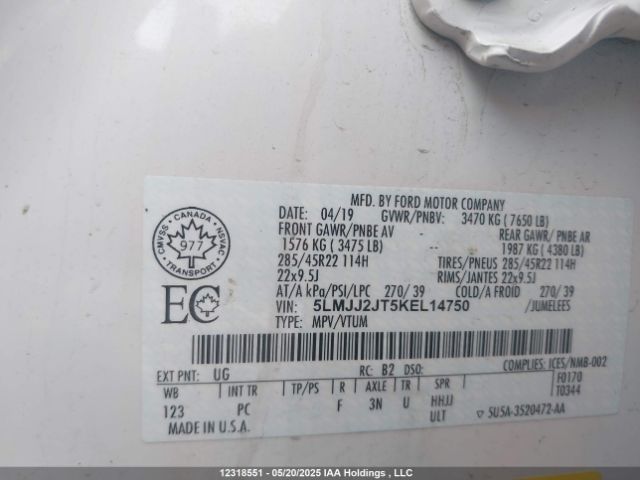 MFD. BY FORD MOTOR COMPANY
DATE: 04/19 GVWR/PNBV: 3470 KG ( 7650 LB)
FRONT GAWR/PNBE AV REAR GAWR/ PNBE AR
1576 KG ( 3475 LB) -- 1987 KG ( 4380 LB)
285/45R22 114H TIRES/PNEUS 285/45R22 114H
22x9.5J RIMS/JANTES 22x9.5J
AT/A kPa/PSI/LPC 270/ 39 COLD/A FROID 270/ 39
VIN: 5LMJJ2JT5KEL14750 /JUMELEES
TYPE: MPV/VTUM
CANADA
CMVSS NSVAC
977
TRANSPORT
EC
COMPLIES: ICES/NMB-002
EXT PNT: UG RC: B2 DSO: F0170
WB INT TR TP/PS R AXLE TR SPR T0344
123 PC F 3N U HHJJ
MADE IN U.S.A. ULT 5U5A-3520472-AA
12318551 - 05/20/2025 IAA Holdings , LLC